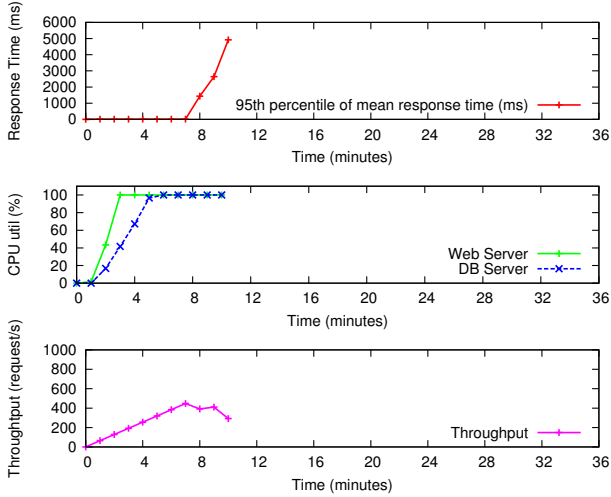 Response Time (ms)
6000
5000
4000
3000
2000
1000
0
95th percentile of mean response time (ms)
0 4 8 12 16 20 24 28 32 36
Time (minutes)
CPU util (%)
100
80
60
40
20
0
Web Server
DB Server
0 4 8 12 16 20 24 28 32 36
Time (minutes)
Throughtput (request/s)
1000
800
600
400
200
0
Throughtput
0 4 8 12 16 20 24 28 32 36
Time (minutes)